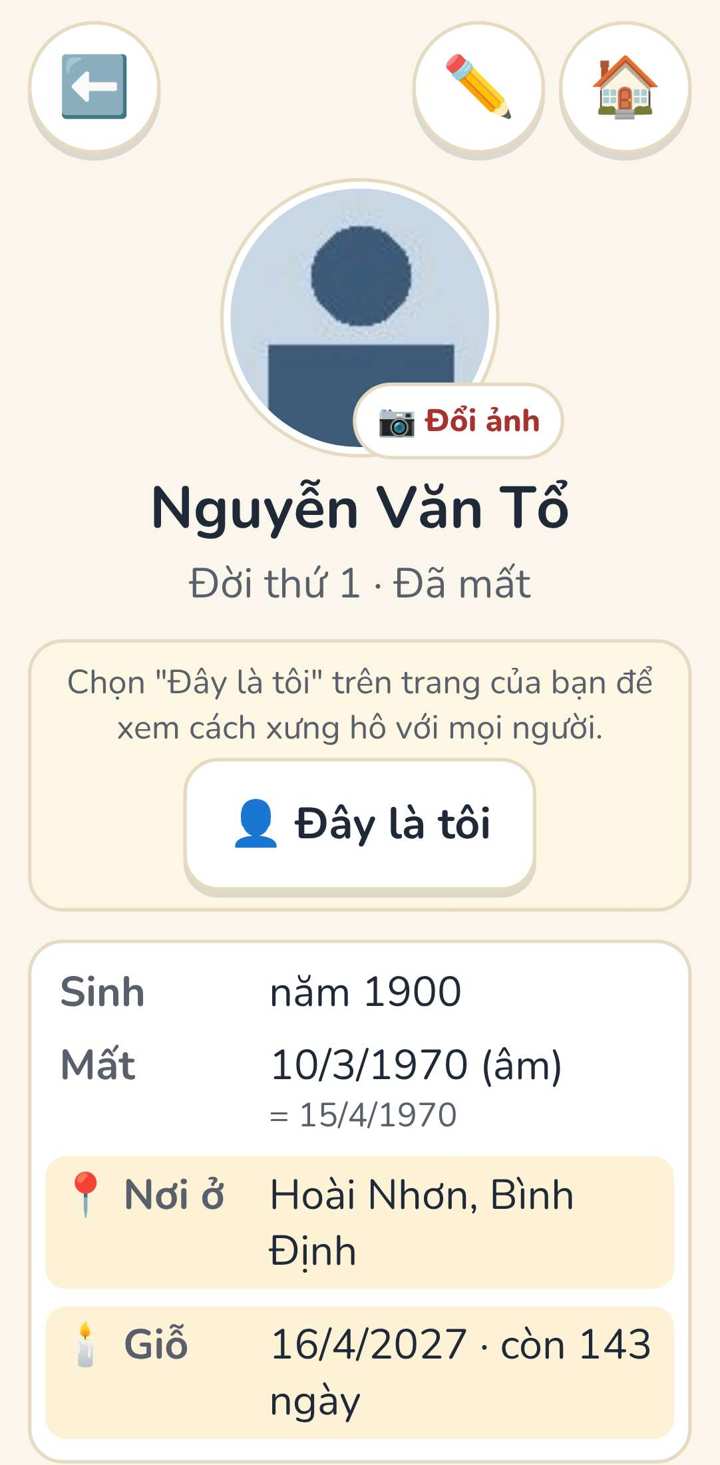 Đổi ảnh
Nguyễn Văn Tổ
Đời thứ 1 · Đã mất
Chọn "Đây là tôi" trên trang của bạn để
xem cách xưng hô với mọi người.
Đây là tôi
Sinh năm 1900
Mất 10/3/1970 (âm)
= 15/4/1970
Nơi ở Hoài Nhơn, Bình
Định
Giỗ 16/4/2027 · còn 143
ngày